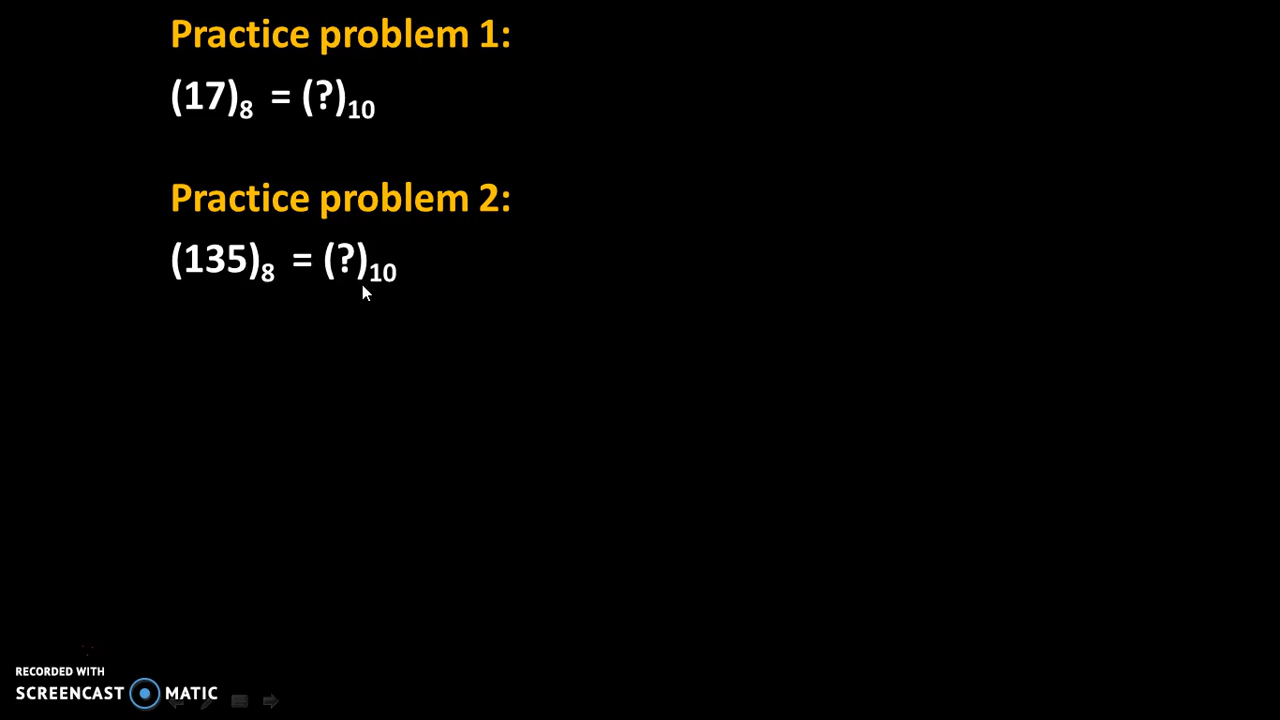 Practice problem 1:
(17)₈ = (?)₁₀
Practice problem 2:
(135)₈ = (?)₁₀
RECORDED WITH
SCREENCAST MATIC